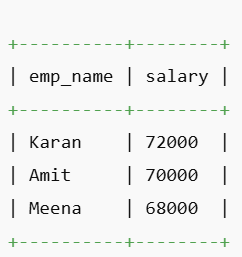 +----------+--------+
| emp_name | salary |
+----------+--------+
| Karan    | 72000  |
| Amit     | 70000  |
| Meena    | 68000  |
+----------+--------+